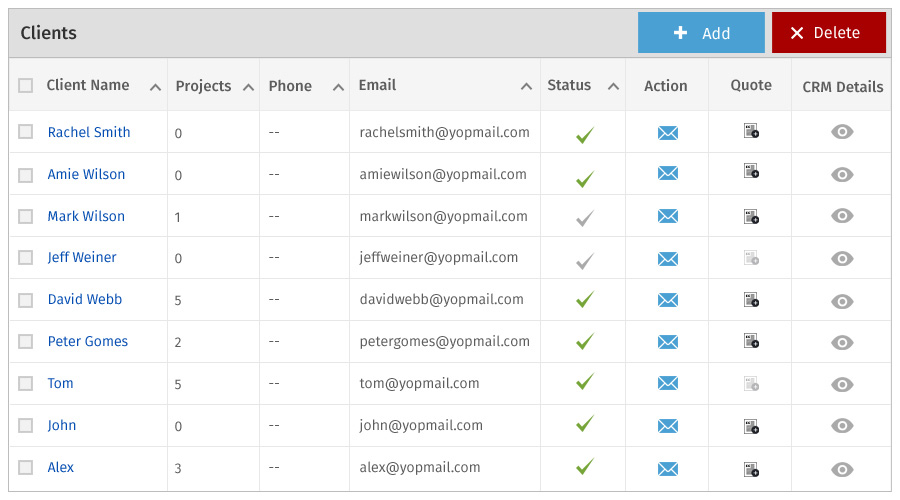 Clients Add Delete
Client Name Projects Phone Email Status Action Quote CRM Details
Rachel Smith 0 -- rachelsmith@yopmail.com
Amie Wilson 0 -- amiewilson@yopmail.com
Mark Wilson 1 -- markwilson@yopmail.com
Jeff Weiner 0 -- jeffweiner@yopmail.com
David Webb 5 -- davidwebb@yopmail.com
Peter Gomes 2 -- petergomes@yopmail.com
Tom 5 -- tom@yopmail.com
John 0 -- john@yopmail.com
Alex 3 -- alex@yopmail.com